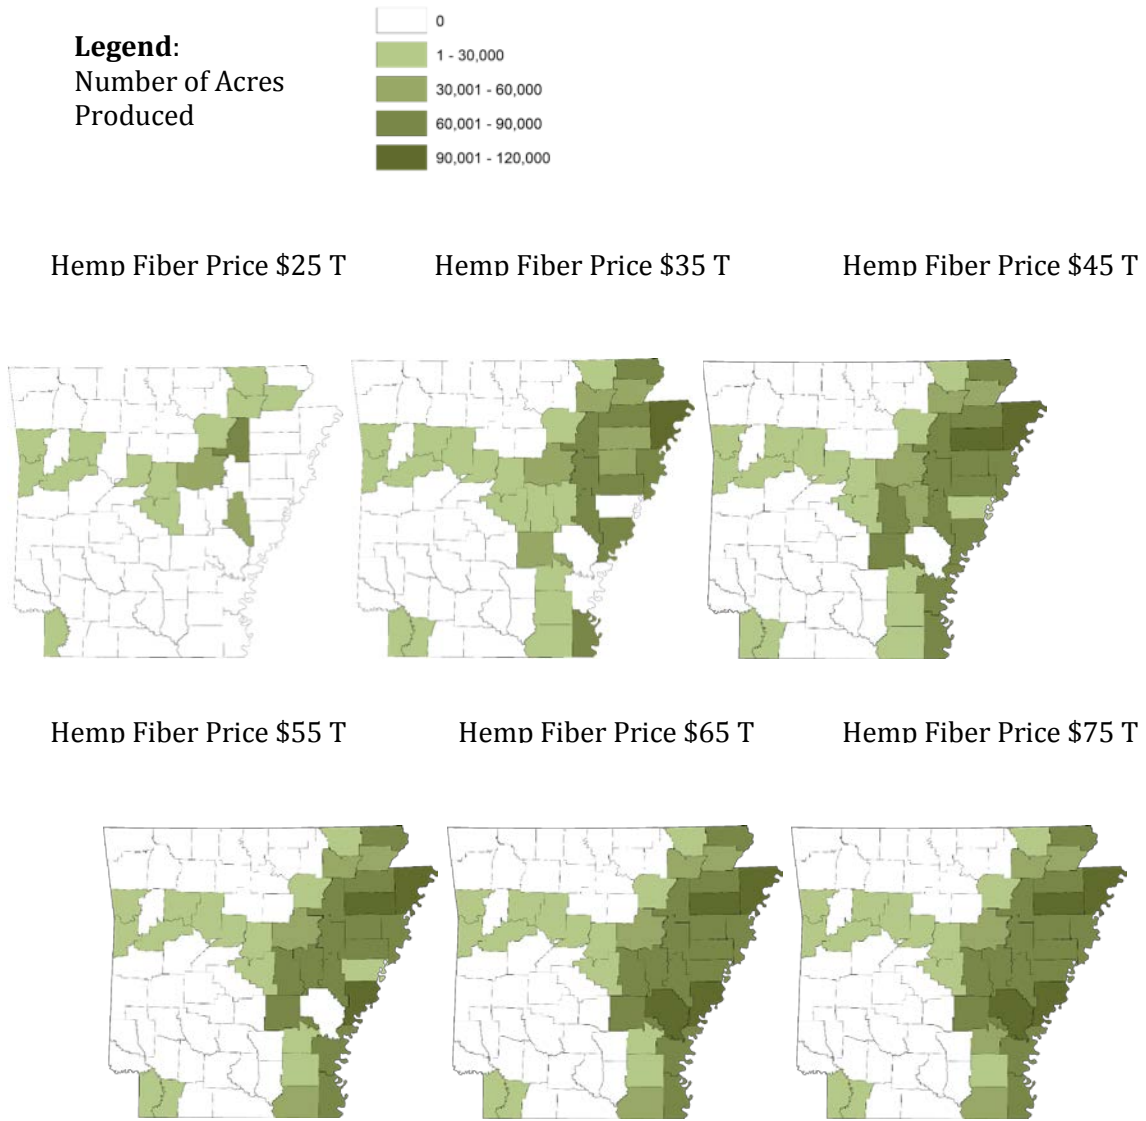 Legend:
Number of Acres
Produced
0
1 - 30,000
30,001 - 60,000
60,001 - 90,000
90,001 - 120,000
Hemp Fiber Price $25 T
Hemp Fiber Price $35 T
Hemp Fiber Price $45 T
Hemp Fiber Price $55 T
Hemp Fiber Price $65 T
Hemp Fiber Price $75 T